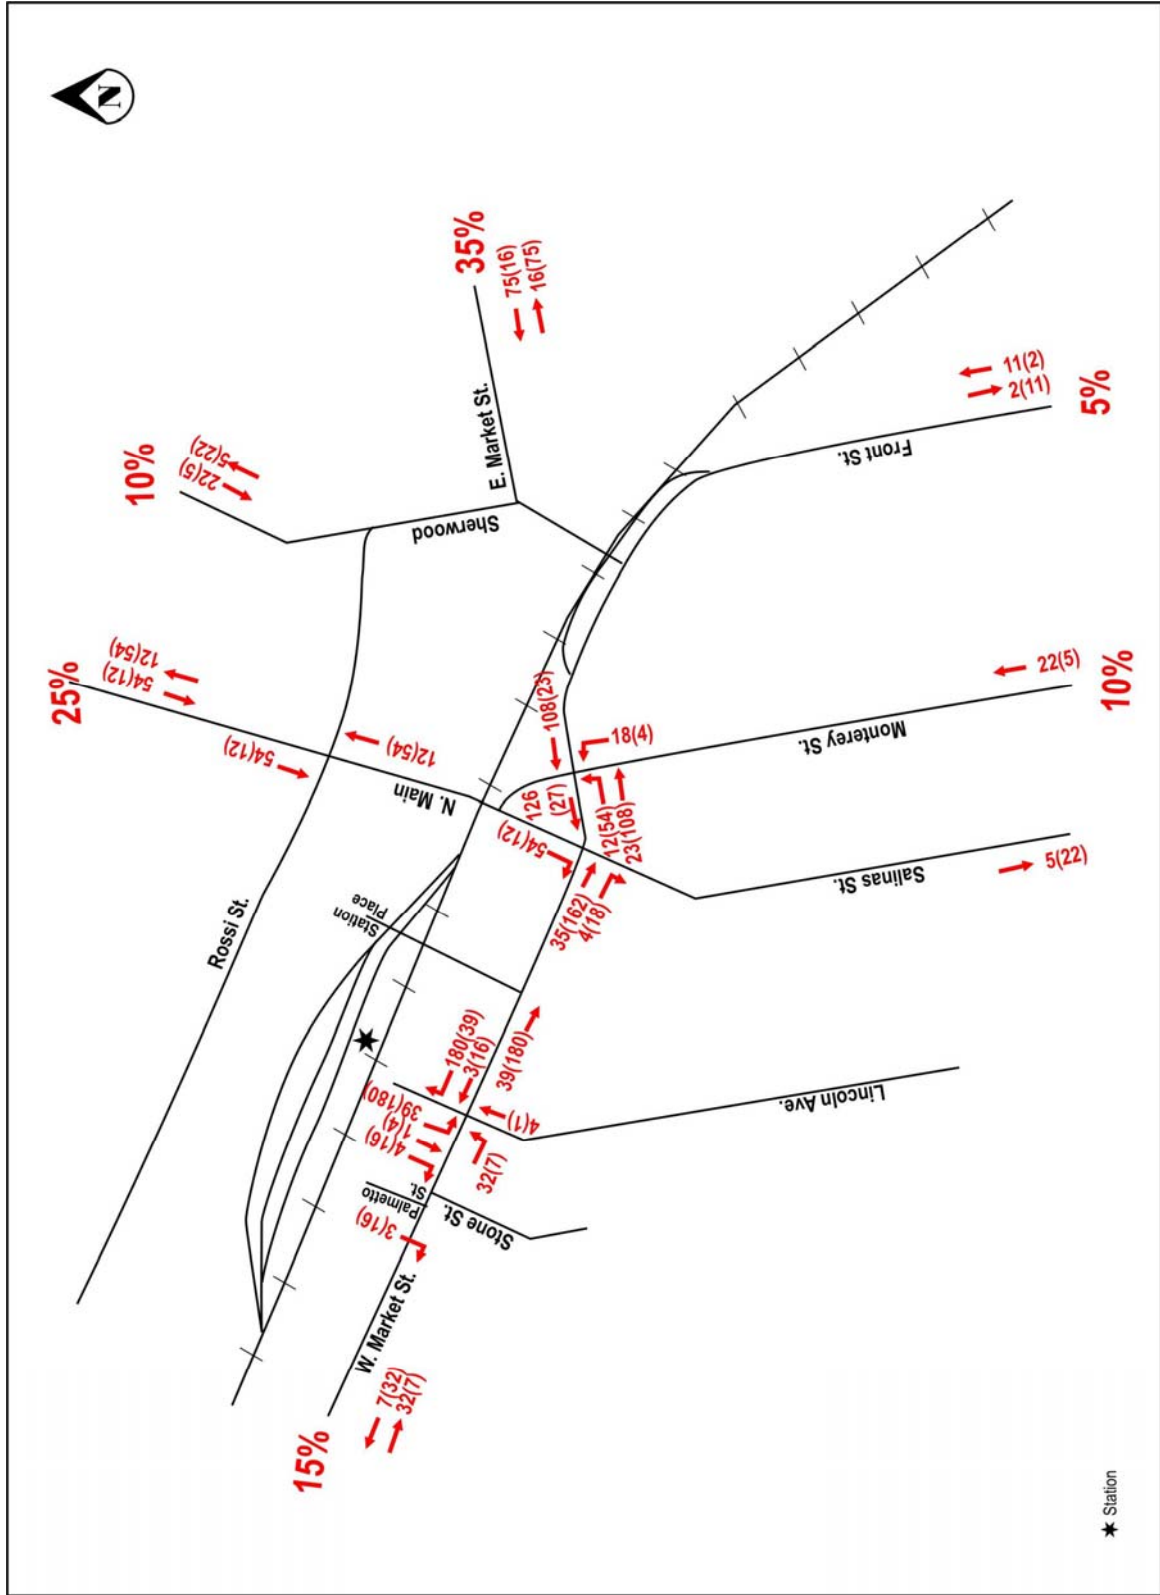 N
25%
54(12)
12(54)
54(12)
12(54)
10%
22(5)
5(22)
35%
75(16)
16(75)
Rossi St.
N. Main
Sherwood
E. Market St.
Station
Place
54(12)
126
(27)
108(23)
18(4)
12(54)
23(108)
35(162)
4(18)
180(39)
3(16)
39(180)
39(180)
1(4)
4(16)
4(1)
32(7)
Palmetto
St.
3(16)
Stone St.
W. Market St.
7(32)
32(7)
15%
Lincoln Ave.
Salinas St.
5(22)
Monterey St.
22(5)
10%
Front St.
11(2)
2(11)
5%
Station